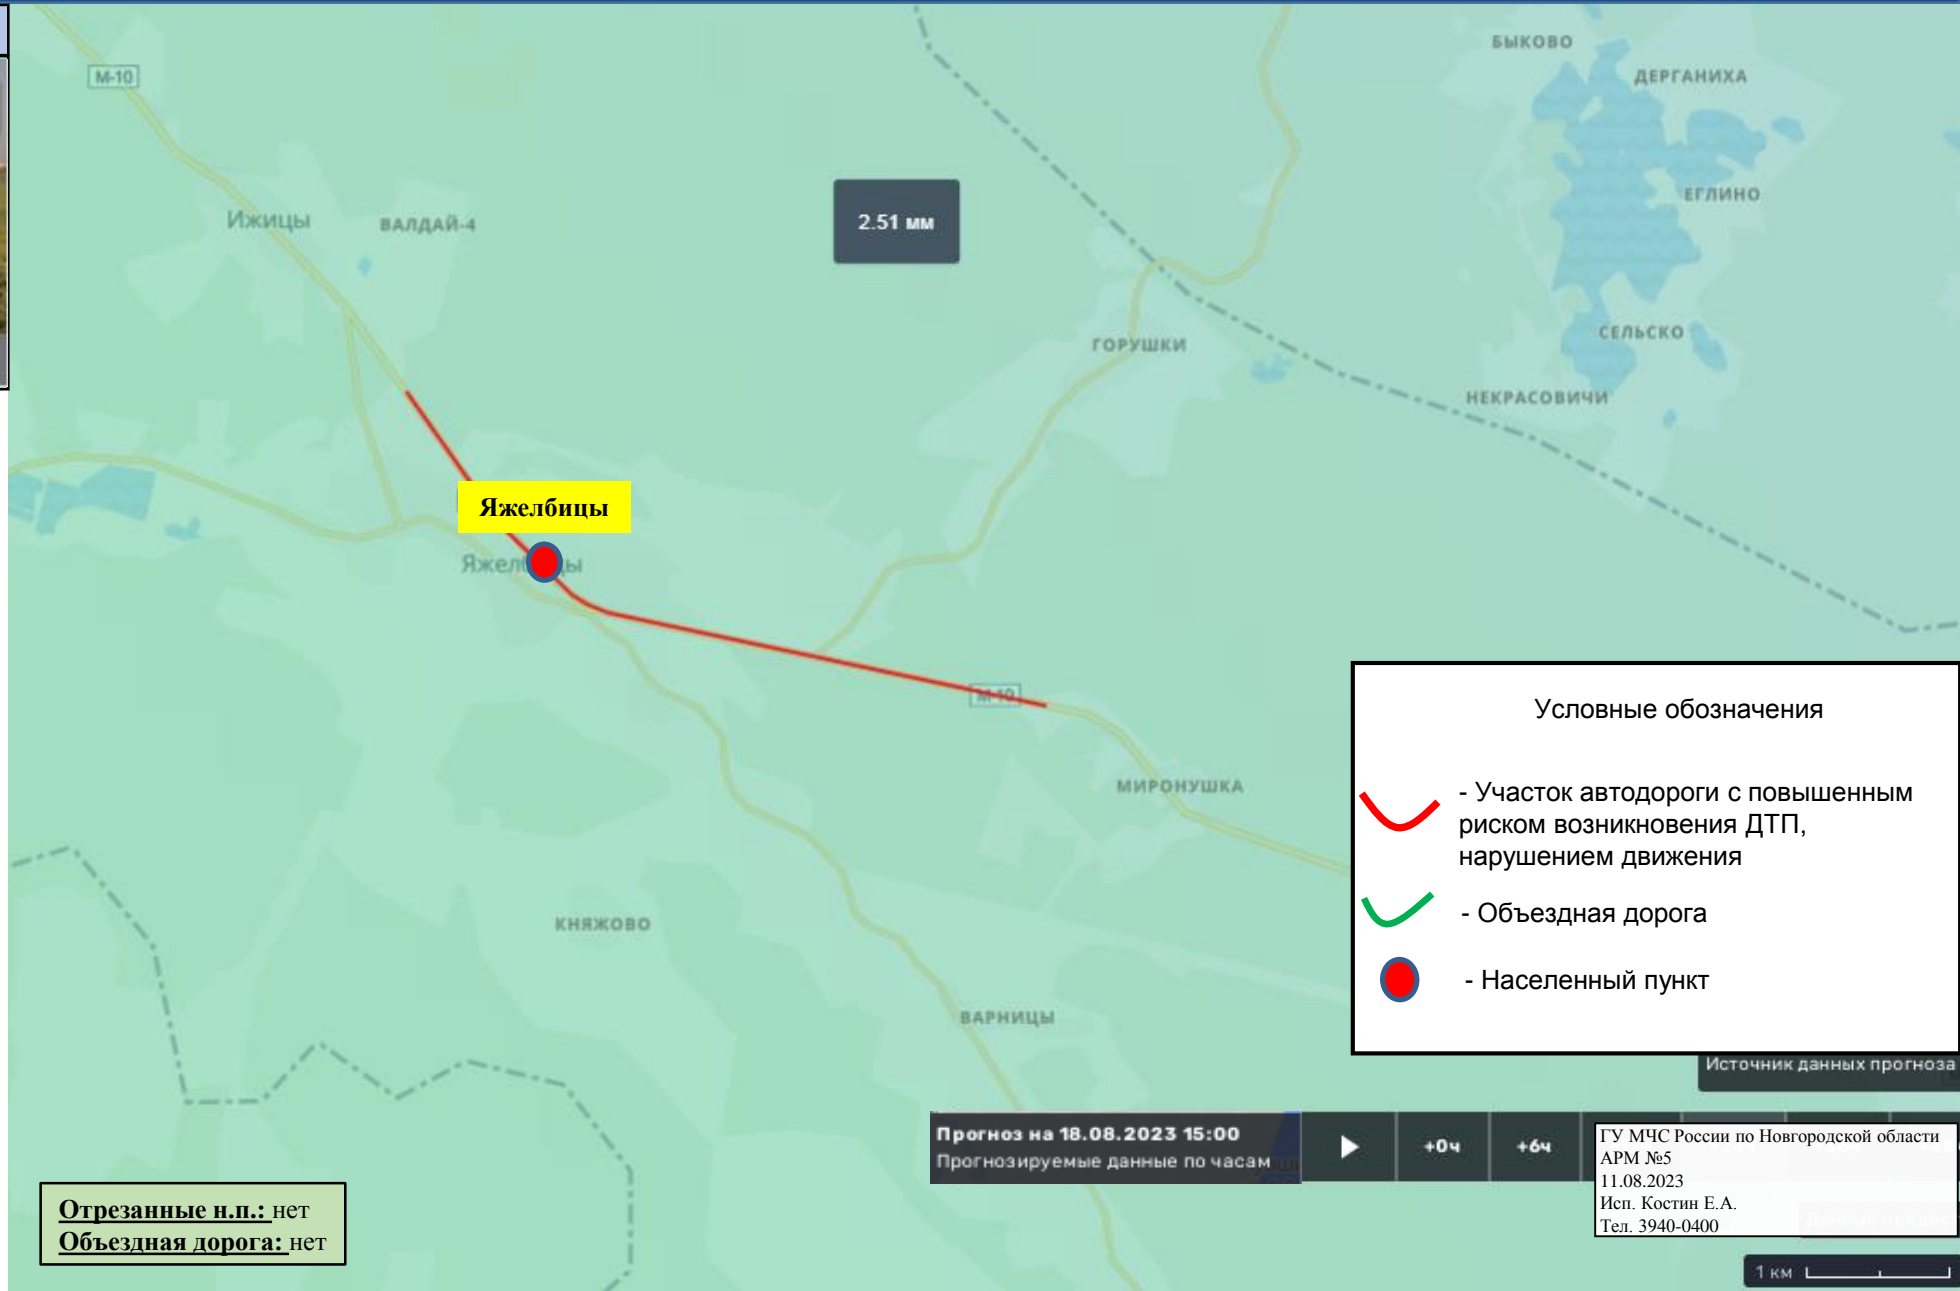 М-10
БЫКОВО
ДЕРГАНИХА
ЕГЛИНО
Ижицы
ВАЛДАЙ-4
2.51 мм
ГОРУШКИ
СЕЛЬСКО
НЕКРАСОВИЧИ
Яжелбицы
М-10
МИРОНУШКА
КНЯЖОВО
ВАРНИЦЫ
Условные обозначения
- Участок автодороги с повышенным
риском возникновения ДТП,
нарушением движения
- Объездная дорога
- Населенный пункт
Источник данных прогноза
Прогноз на 18.08.2023 15:00
Прогнозируемые данные по часам
+0ч
+6ч
ГУ МЧС России по Новгородской области
АРМ №5
11.08.2023
Исп. Костин Е.А.
Тел. 3940-0400
Отрезанные н.п.: нет
Объездная дорога: нет
1 км